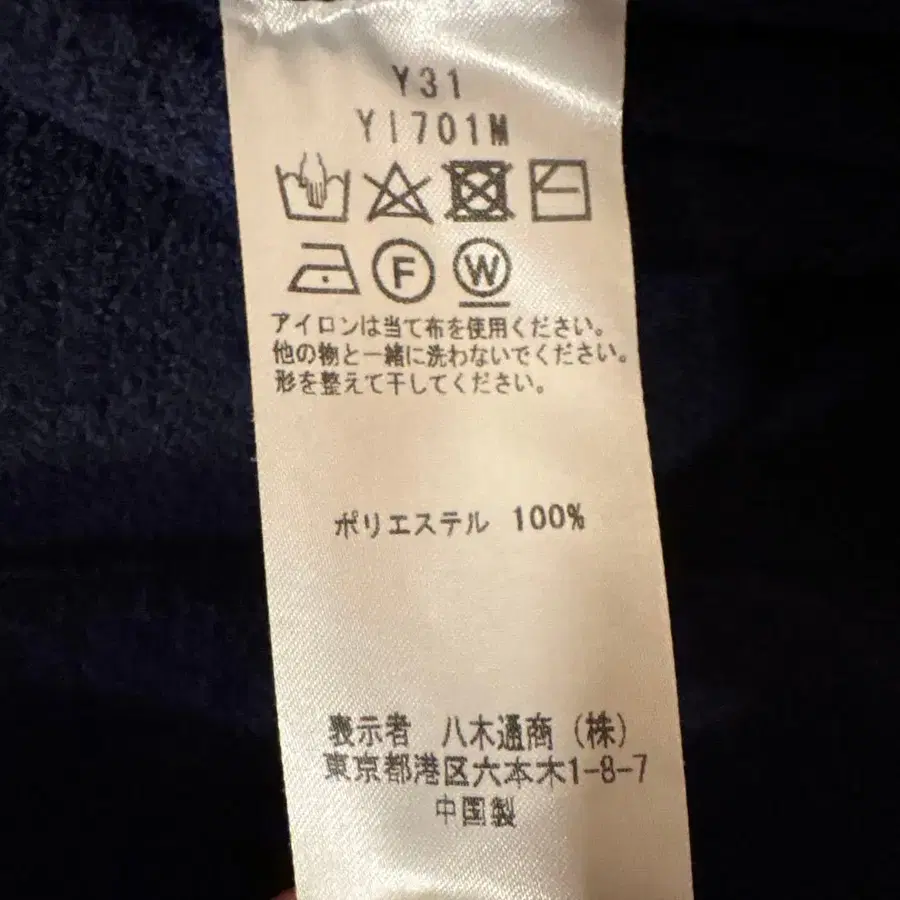 Y31
YI701M
F W
アイロンは当て布を使用ください。
他の物と一緒に洗わないでください。
形を整えて干してください。
ポリエステル 100%
表示者 八木通商(株)
東京都港区六本木1-8-7
中国製